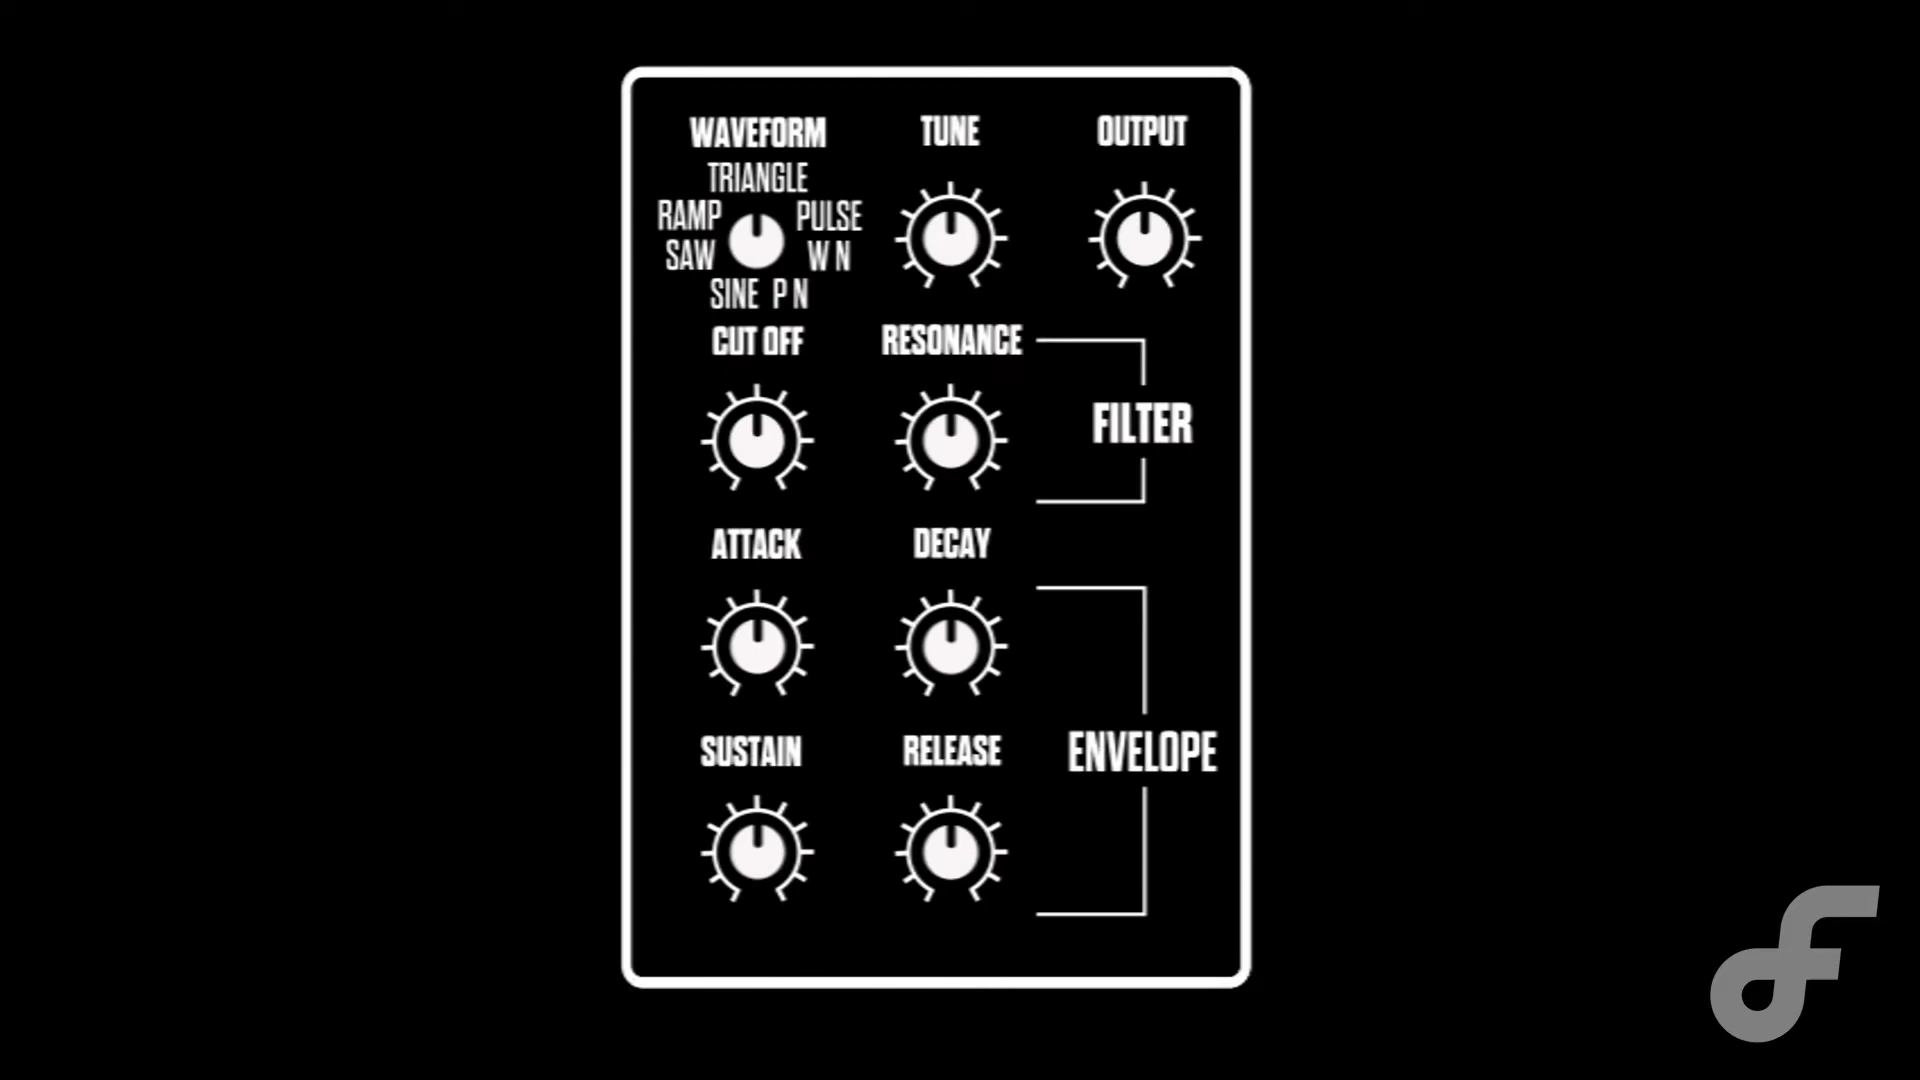 WAVEFORM TUNE OUTPUT
TRIANGLE
RAMP PULSE
SAW W N
SINE P N
CUT OFF RESONANCE
FILTER
ATTACK DECAY
SUSTAIN RELEASE ENVELOPE